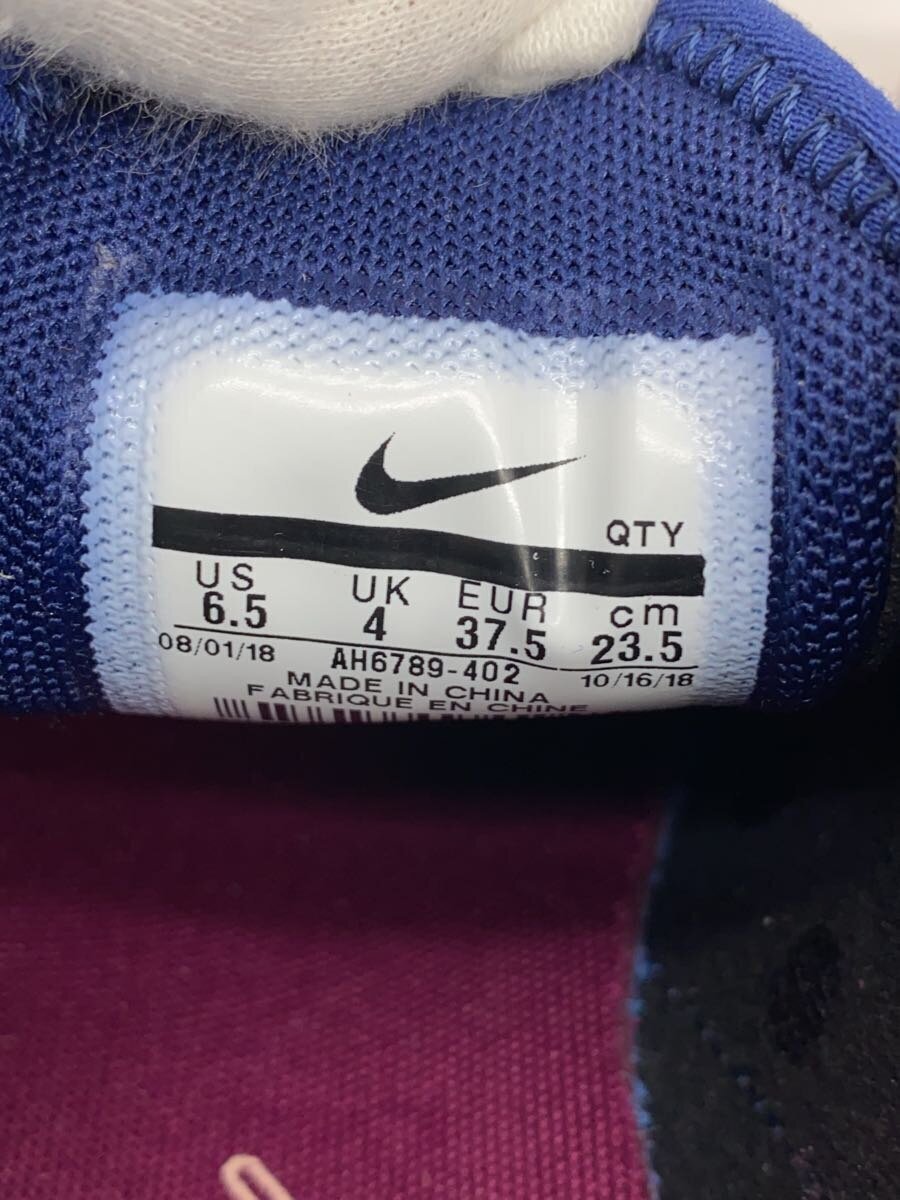 QTY
US UK EUR cm
6.5 4 37.5 23.5
08/01/18 AH6789-402 10/16/18
MADE IN CHINA
FABRIQUE EN CHINE